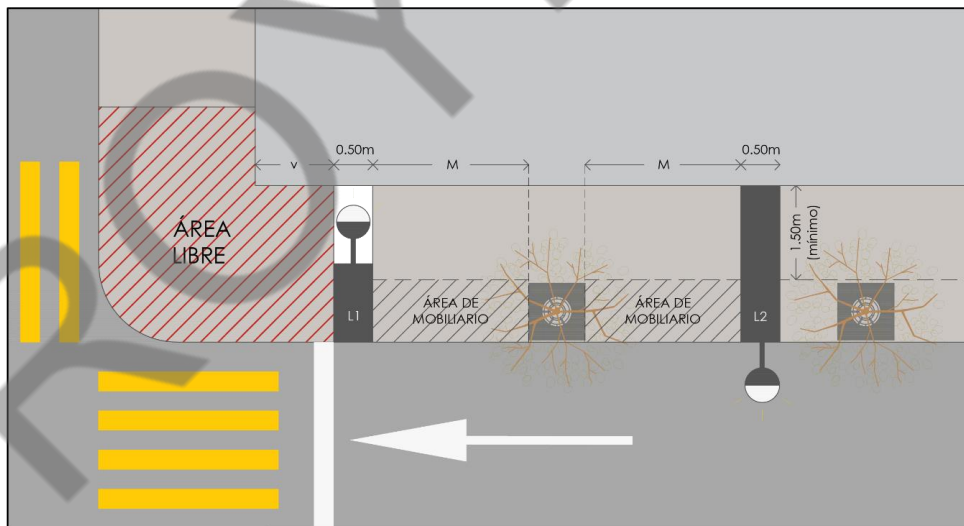 0.50m
0.50m
v
M
M
ÁREA
LIBRE
1.50m
(mínimo)
ÁREA DE
MOBILIARIO
ÁREA DE
MOBILIARIO
L1
L2
R
O
Y